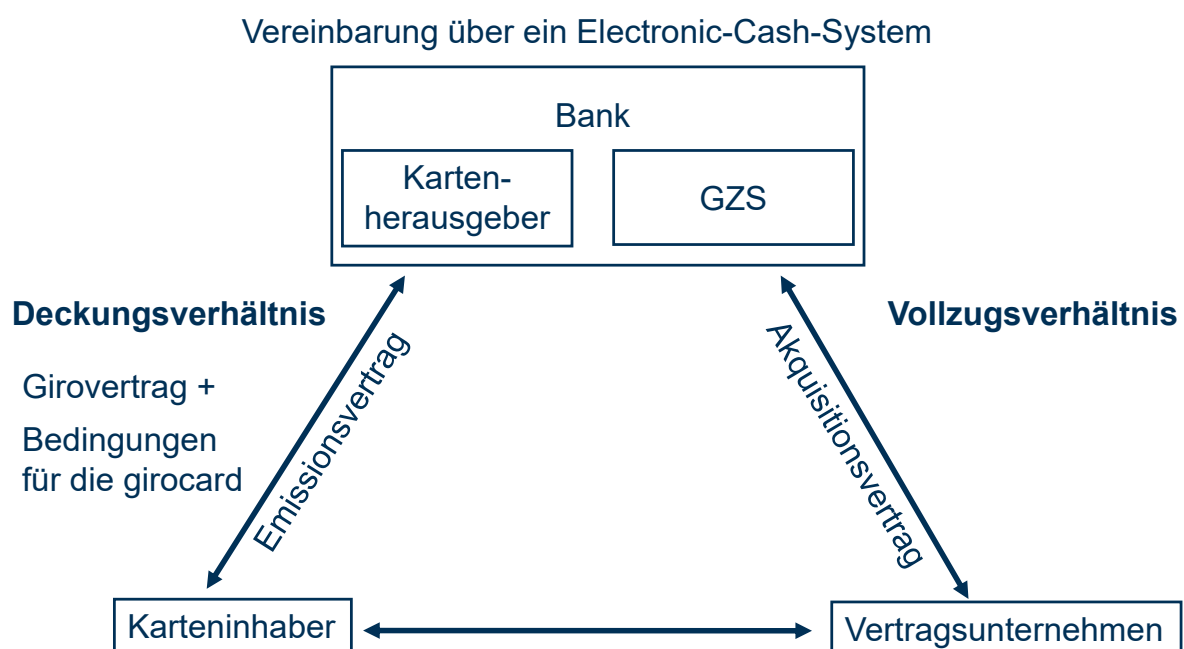 Vereinbarung über ein Electronic-Cash-System
Bank
Karten-
herausgeber
GZS
Deckungsverhältnis
Vollzugsverhältnis
Girovertrag +
Bedingungen
für die girocard
Emissionsvertrag
Akquisitionsvertrag
Karteninhaber
Vertragsunternehmen